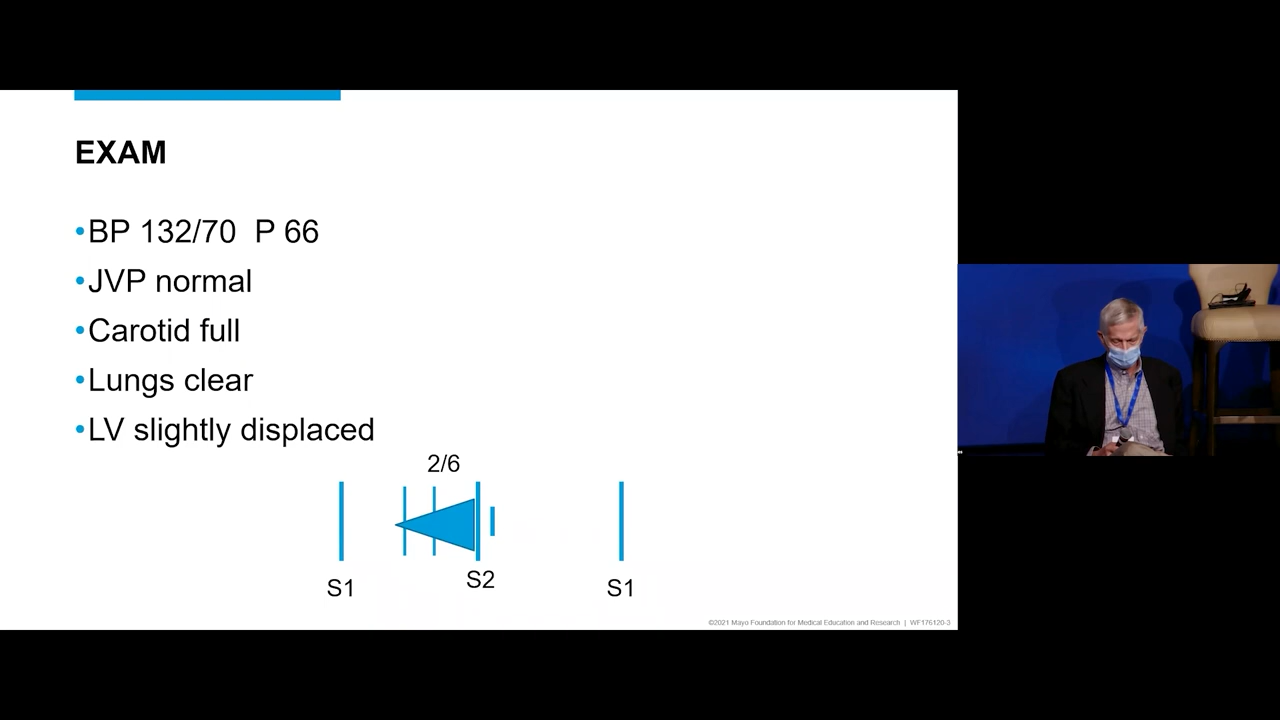 EXAM
•BP 132/70 P 66
•JVP normal
•Carotid full
•Lungs clear
•LV slightly displaced
2/6
S1 S2 S1
©2021 Mayo Foundation for Medical Education and Research | WF176120-3